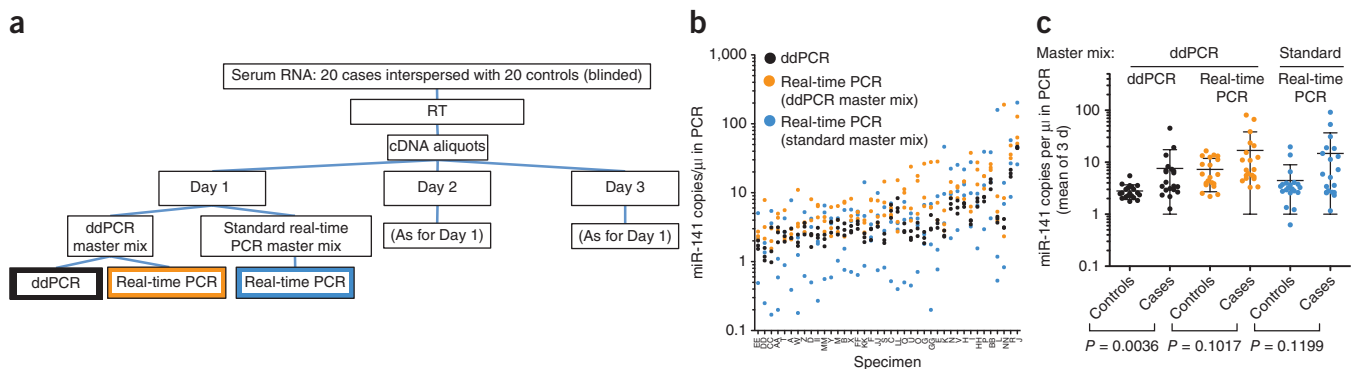 a
Serum RNA: 20 cases interspersed with 20 controls (blinded)
RT
cDNA aliquots
Day 1
Day 2
Day 3
ddPCR
master mix
Standard real-time
PCR master mix
(As for Day 1)
(As for Day 1)
ddPCR
Real-time PCR
Real-time PCR
b
miR-141 copies/µl in PCR
1,000
100
10
1
0.1
ddPCR
Real-time PCR
(ddPCR master mix)
Real-time PCR
(standard master mix)
Specimen
c
Master mix:
ddPCR
Standard
ddPCR
Real-time
PCR
Real-time
PCR
miR-141 copies per µl in PCR
(mean of 3 d)
1,000
100
10
1
0.1
Controls
Cases
Controls
Cases
Controls
Cases
P = 0.0036
P = 0.1017
P = 0.1199